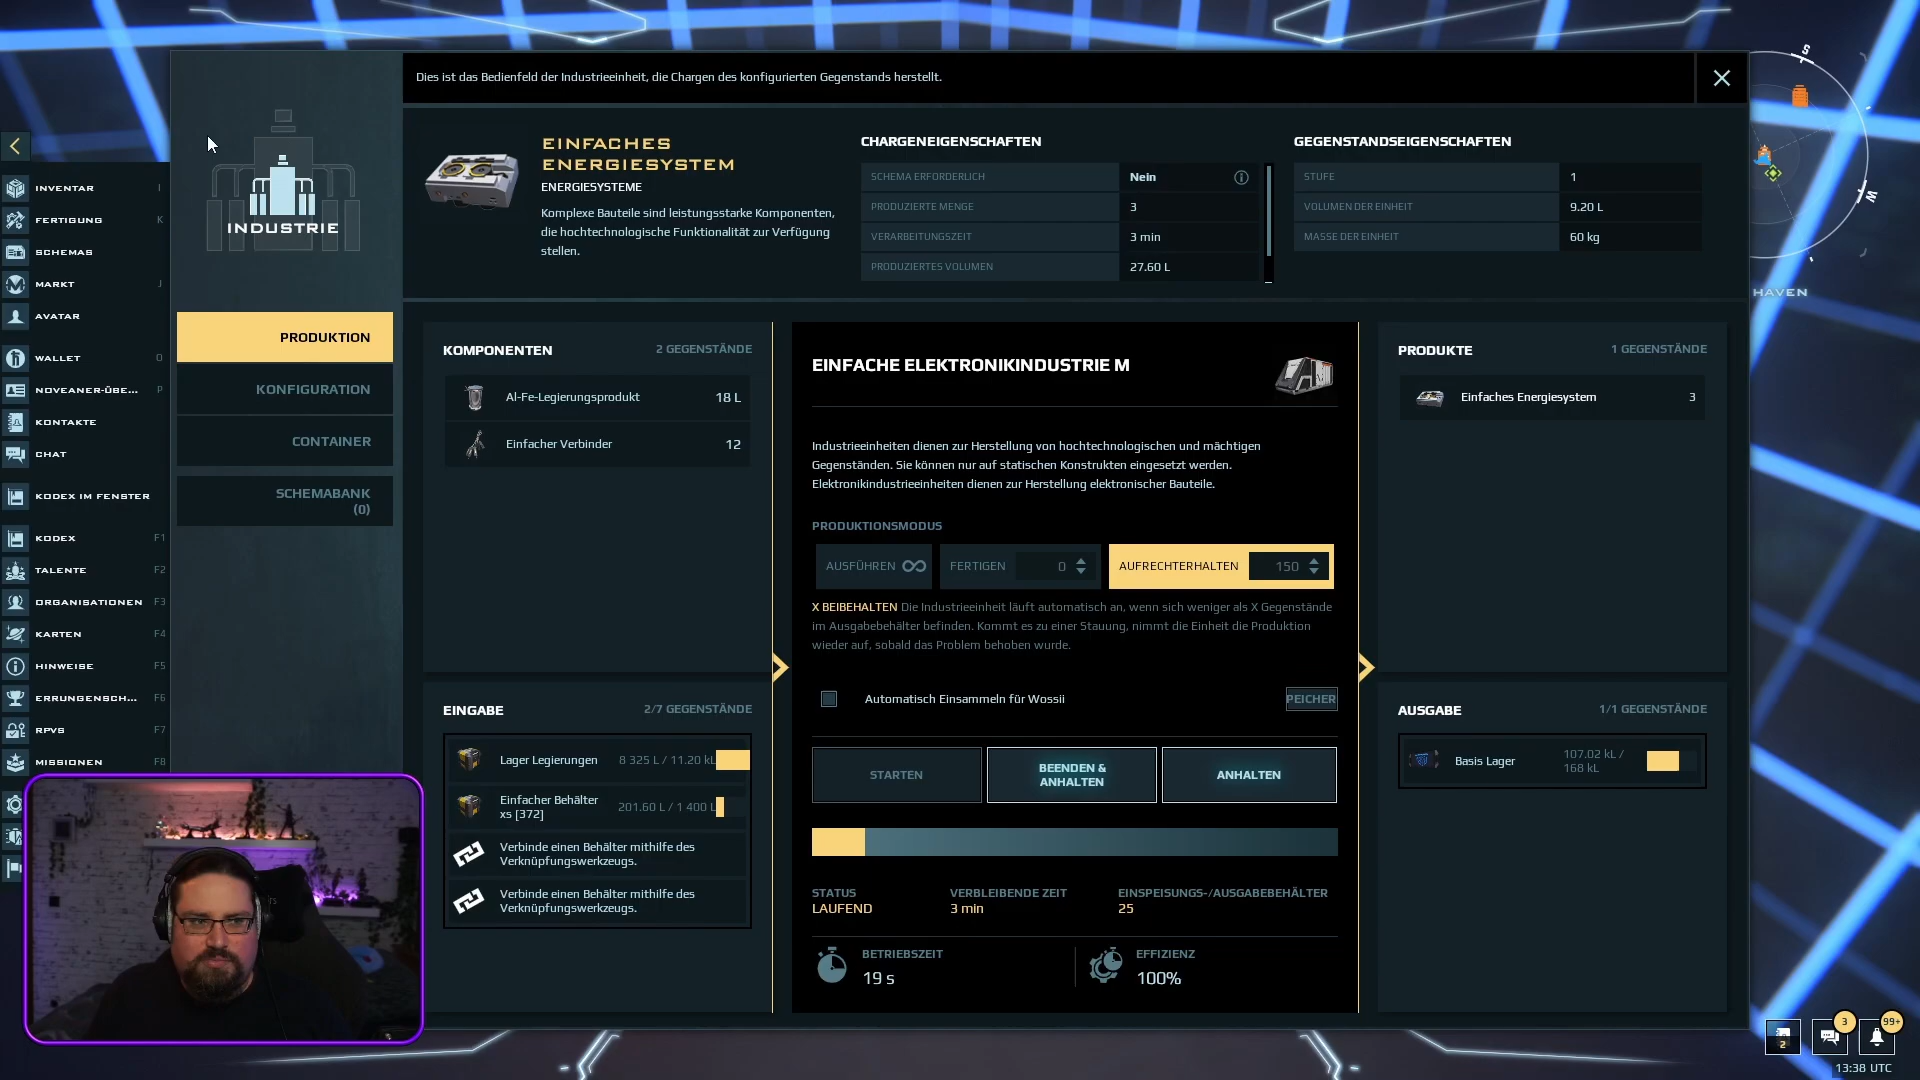 Dies ist das Bedienfeld der Industrieeinheit, die Chargen des konfigurierten Gegenstands herstellt.
INDUSTRIE
INVENTAR I
FERTIGUNG K
SCHEMAS
MARKT J
AVATAR
WALLET O
NOVEANER-ÜBE... P
KONTAKTE
CHAT
KODEX IM FENSTER
KODEX F1
TALENTE F2
ORGANISATIONEN F3
KARTEN F4
HINWEISE F5
ERRUNGENSCH... F6
RPVS F7
MISSIONEN F8
PRODUKTION
KONFIGURATION
CONTAINER
SCHEMABANK
(0)
EINFACHES
ENERGIESYSTEM
ENERGIESYSTEME
Komplexe Bauteile sind leistungsstarke Komponenten,
die hochtechnologische Funktionalität zur Verfügung
stellen.
CHARGENEIGENSCHAFTEN
SCHEMA ERFORDERLICH Nein
PRODUZIERTE MENGE 3
VERARBEITUNGSZEIT 3 min
PRODUZIERTES VOLUMEN 27.60 L
GEGENSTANDSEIGENSCHAFTEN
STUFE 1
VOLUMEN DER EINHEIT 9.20 L
MASSE DER EINHEIT 60 kg
KOMPONENTEN 2 GEGENSTÄNDE
Al-Fe-Legierungsprodukt 18 L
Einfacher Verbinder 12
EINGABE 2/7 GEGENSTÄNDE
Lager Legierungen 8 325 L / 11.20 kL
Einfacher Behälter
xs [372] 201.60 L / 1 400 L
Verbinde einen Behälter mithilfe des
Verknüpfungswerkzeugs.
Verbinde einen Behälter mithilfe des
Verknüpfungswerkzeugs.
EINFACHE ELEKTRONIKINDUSTRIE M
Industrieeinheiten dienen zur Herstellung von hochtechnologischen und mächtigen
Gegenständen. Sie können nur auf statischen Konstrukten eingesetzt werden.
Elektronikindustrieeinheiten dienen zur Herstellung elektronischer Bauteile.
PRODUKTIONSMODUS
AUSFÜHREN FERTIGEN 0 AUFRECHTERHALTEN 150
X BEIBEHALTEN Die Industrieeinheit läuft automatisch an, wenn sich weniger als X Gegenstände
im Ausgabebehälter befinden. Kommt es zu einer Stauung, nimmt die Einheit die Produktion
wieder auf, sobald das Problem behoben wurde.
Automatisch Einsammeln für Wossii PEICHER
STARTEN
BEENDEN &
ANHALTEN
ANHALTEN
STATUS
LAUFEND
VERBLEIBENDE ZEIT
3 min
EINSPEISUNGS-/AUSGABEBEHÄLTER
25
BETRIEBSZEIT
19 s
EFFIZIENZ
100%
PRODUKTE 1 GEGENSTÄNDE
Einfaches Energiesystem 3
AUSGABE 1/1 GEGENSTÄNDE
Basis Lager 107.02 kL /
168 kL
S
W
HAVEN
2
3
99+
13:38 UTC